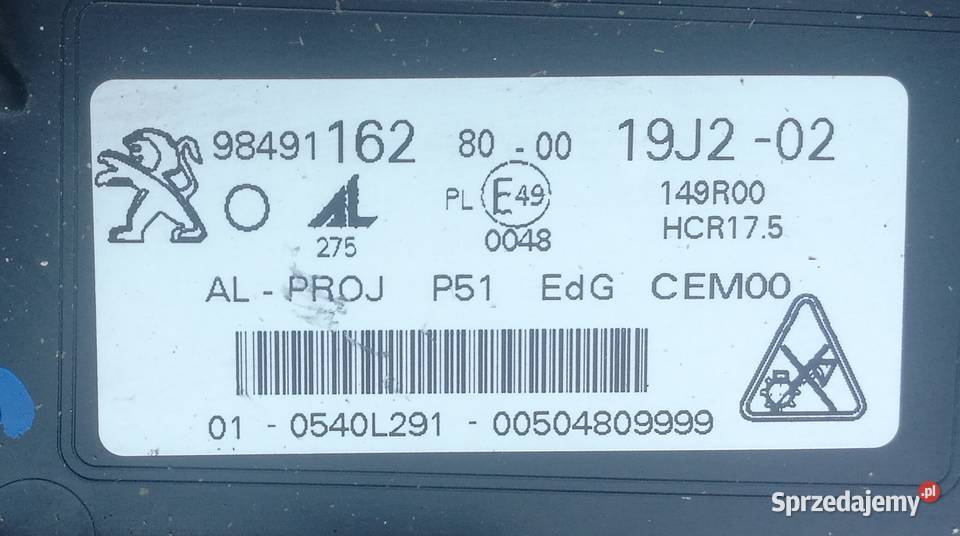 98491162 80-00 19J2-02
AL PL E49 149R00
275 0048 HCR17.5
AL-PROJ P51 EdG CEM00
01 - 0540L291 - 00504809999
Sprzedajemy.pl